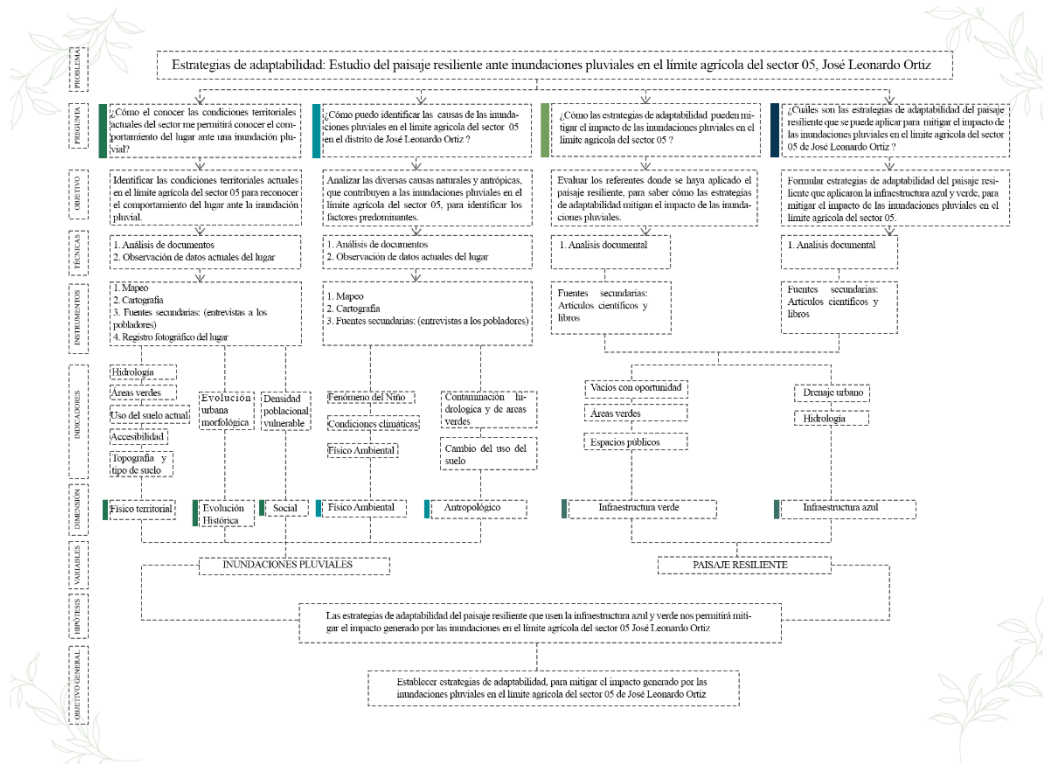 PROBLEMA
Estrategias de adaptabilidad: Estudio del paisaje resiliente ante inundaciones pluviales en el límite agrícola del sector 05, José Leonardo Ortiz
PREGUNTA
¿Cómo el conocer las condiciones territoriales
actuales del sector me permitirá conocer el com-
portamiento del lugar ante una inundación plu-
vial?
¿Cómo puedo identificar las causas de las inunda-
ciones pluviales en el límite agrícola del sector 05
en el distrito de José Leonardo Ortiz ?
¿Cómo las estrategias de adaptabilidad pueden mi-
tigar el impacto de las inundaciones pluviales en el
límite agrícola del sector 05 ?
¿Cuáles son las estrategias de adaptabilidad del paisaje
resiliente que se puede aplicar para mitigar el impacto de
las inundaciones pluviales en el límite agrícola del sector
05 de José Leonardo Ortiz ?
OBJETIVO
Identificar las condiciones territoriales actuales
en el límite agrícola del sector 05 para reconocer
el comportamiento del lugar ante la inundación
pluvial.
Analizar las diversas causas naturales y antrópicas,
que contribuyen a las inundaciones pluviales en el
límite agrícola del sector 05, para identificar los
factores predominantes.
Evaluar los referentes donde se haya aplicado el
paisaje resiliente, para saber cómo las estrategias
de adaptabilidad mitigan el impacto de las inunda-
ciones pluviales.
Formular estrategias de adaptabilidad del paisaje resi-
liente que aplicaron la infraestructura azul y verde, para
mitigar el impacto de las inundaciones pluviales en el
límite agrícola del sector 05.
TÉCNICAS
1. Análisis de documentos
2. Observación de datos actuales del lugar
1. Análisis de documentos
2. Observación de datos actuales del lugar
1. Analisis documental
1. Analisis documental
INSTRUMENTOS
1. Mapeo
2. Cartografía
3. Fuentes secundarias: (entrevistas a los
pobladores)
4. Registro fotográfico del lugar
1. Mapeo
2. Cartografía
3. Fuentes secundarias: (entrevistas a los pobladores)
Fuentes secundarias:
Artículos científicos y
libros
Fuentes secundarias:
Artículos científicos y
libros
INDICADORES
Hidrología
Áreas verdes
Uso del suelo actual
Accesibilidad
Topografía y
tipo de suelo
Evolución
urbana
morfológica
Densidad
poblacional
vulnerable
Fenómeno del Niño
Condiciones climáticas
Físico Ambiental
Contaminación hi-
drologica y de areas
verdes
Cambio del uso del
suelo
Vacios con oportunidad
Áreas verdes
Espacios públicos
Drenaje urbano
Hidrología
DIMENSIÓN
Físico territorial
Evolución
Histórica
Social
Físico Ambiental
Antropológico
Infraestructura verde
Infraestructura azul
VARIABLES
INUNDACIONES PLUVIALES
PAISAJE RESILIENTE
HIPÓTESIS
Las estrategias de adaptabilidad del paisaje resiliente que usen la infraestructura azul y verde nos permitirá miti-
gar el impacto generado por las inundaciones en el límite agrícola del sector 05 José Leonardo Ortiz
OBJETIVO GENERAL
Establecer estrategias de adaptabilidad, para mitigar el impacto generado por las
inundaciones pluviales en el límite agrícola del sector 05 de José Leonardo Ortiz